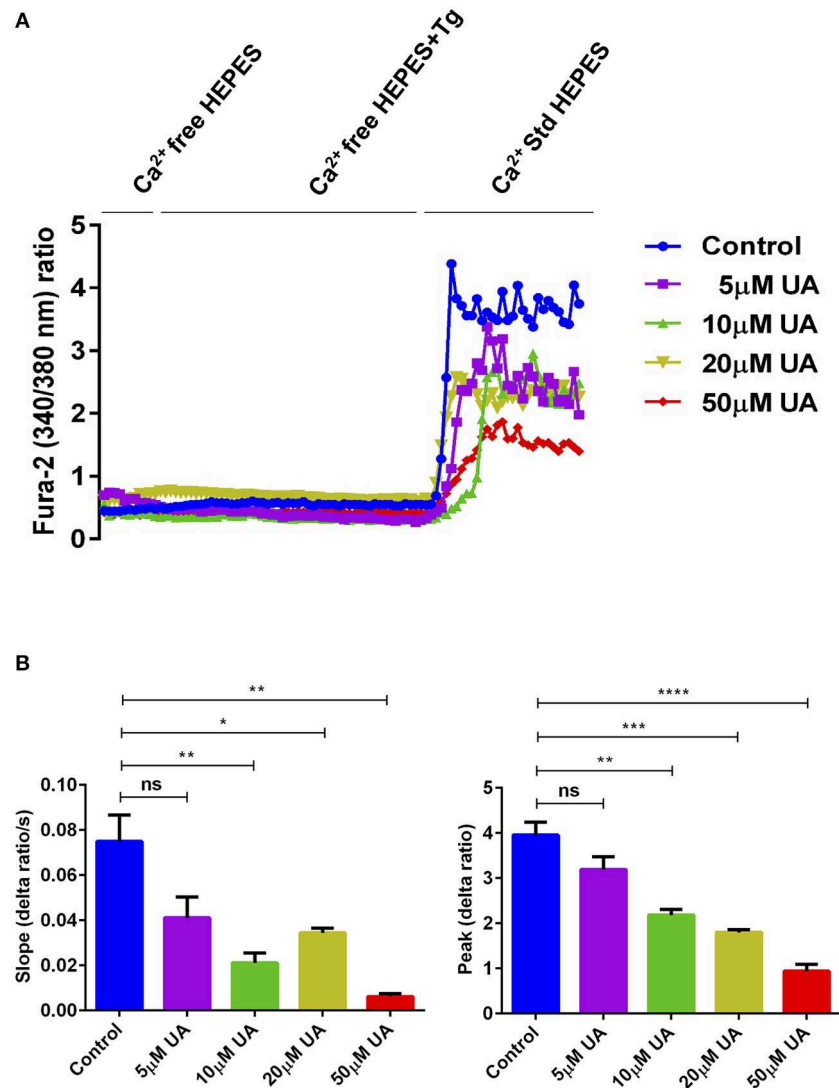 A
Ca²⁺ free HEPES
Ca²⁺ free HEPES+Tg
Ca²⁺ Std HEPES
Fura-2 (340/380 nm) ratio
5
4
3
2
1
0
Control
5μM UA
10μM UA
20μM UA
50μM UA
B
**
*
**
ns
Slope (delta ratio/s)
0.10
0.08
0.06
0.04
0.02
0.00
Control
5μM UA
10μM UA
20μM UA
50μM UA
****
***
**
ns
Peak (delta ratio)
5
4
3
2
1
0
Control
5μM UA
10μM UA
20μM UA
50μM UA